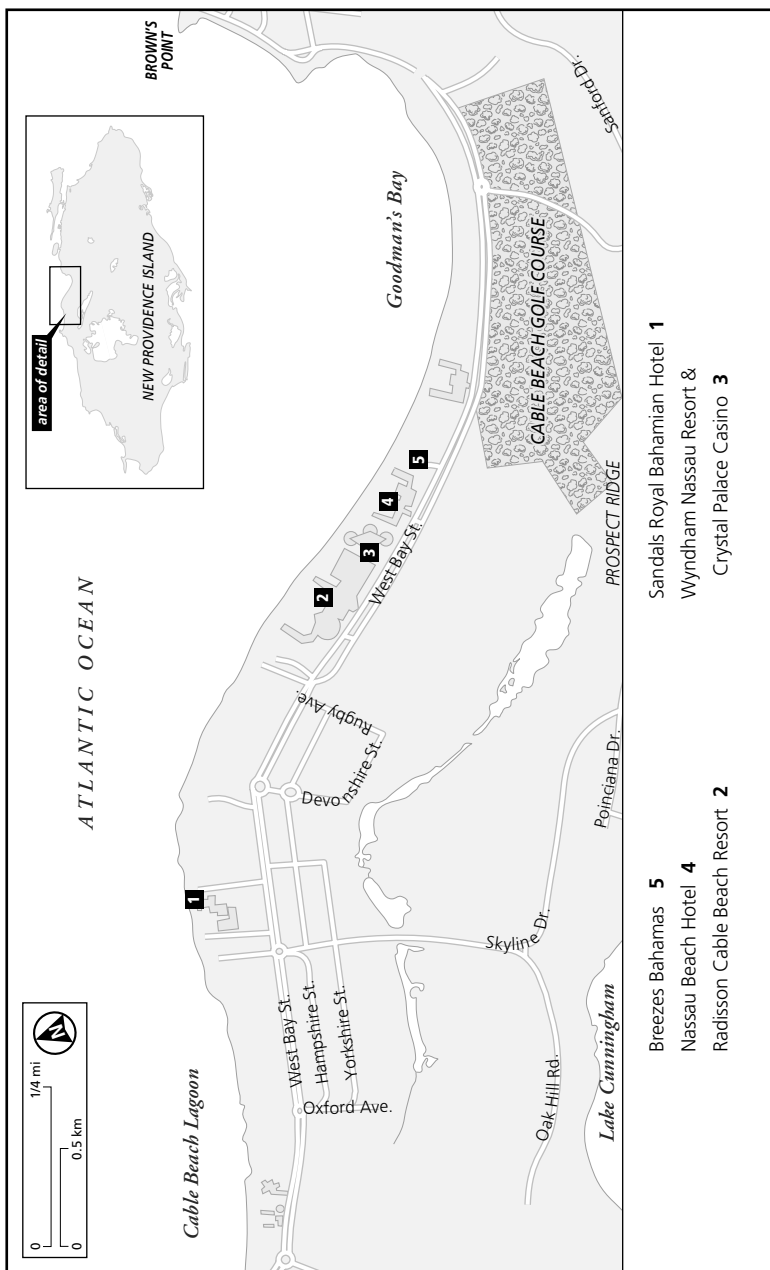 0
1/4 mi
0
0.5 km
N
ATLANTIC OCEAN
area of detail
NEW PROVIDENCE ISLAND
BROWN'S
POINT
Cable Beach Lagoon
Goodman's Bay
1
2
3
4
5
West Bay St.
Hampshire St.
Yorkshire St.
Oxford Ave.
Devonshire St.
Rugby Ave.
West Bay St.
CABLE BEACH GOLF COURSE
Sanford Dr.
PROSPECT RIDGE
Skyline Dr.
Oak Hill Rd.
Poinciana Dr.
Lake Cunningham
Breezes Bahamas 5
Nassau Beach Hotel 4
Radisson Cable Beach Resort 2
Sandals Royal Bahamian Hotel 1
Wyndham Nassau Resort &
Crystal Palace Casino 3